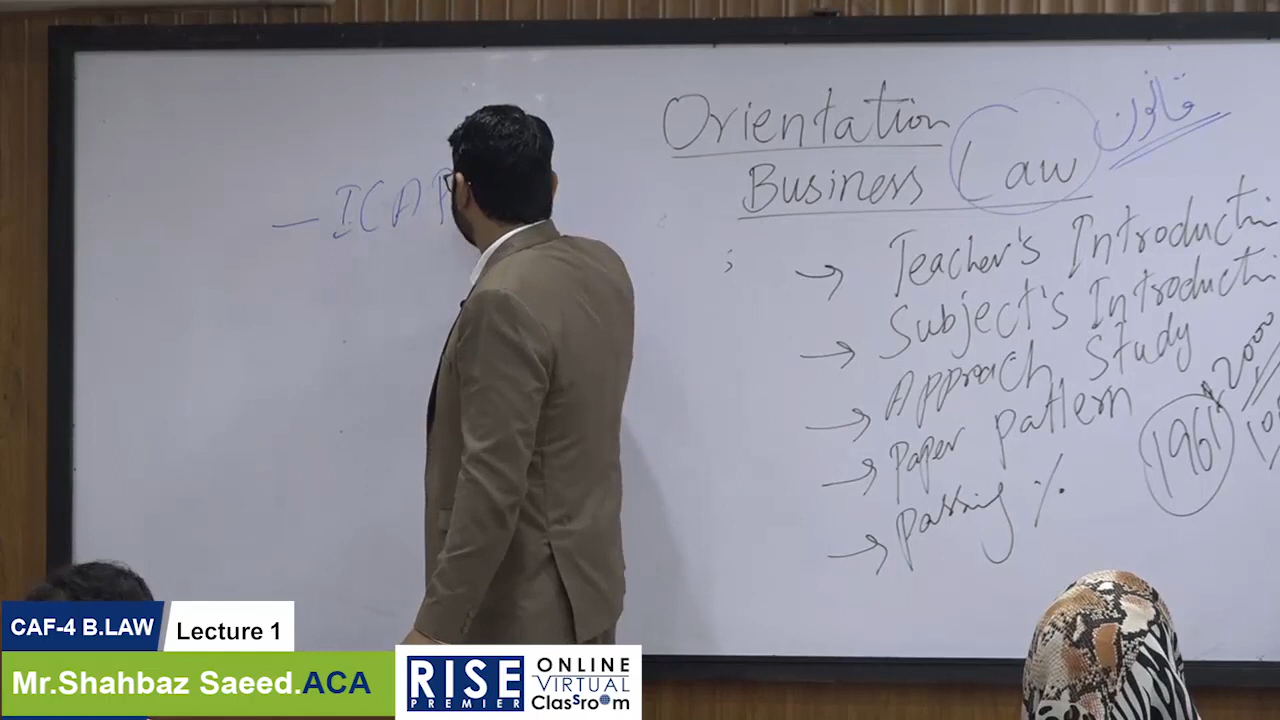 Orientation
Business Law قانون
- ICAP
→ Teacher's Introducti
→ Subject's Introducti
→ Approach Study
→ Paper Pattern
→ Passing %
1961
2000
CAF-4 B.LAW
Lecture 1
Mr.Shahbaz Saeed.ACA
RISE
PREMIER
ONLINE
VIRTUAL
Classroom